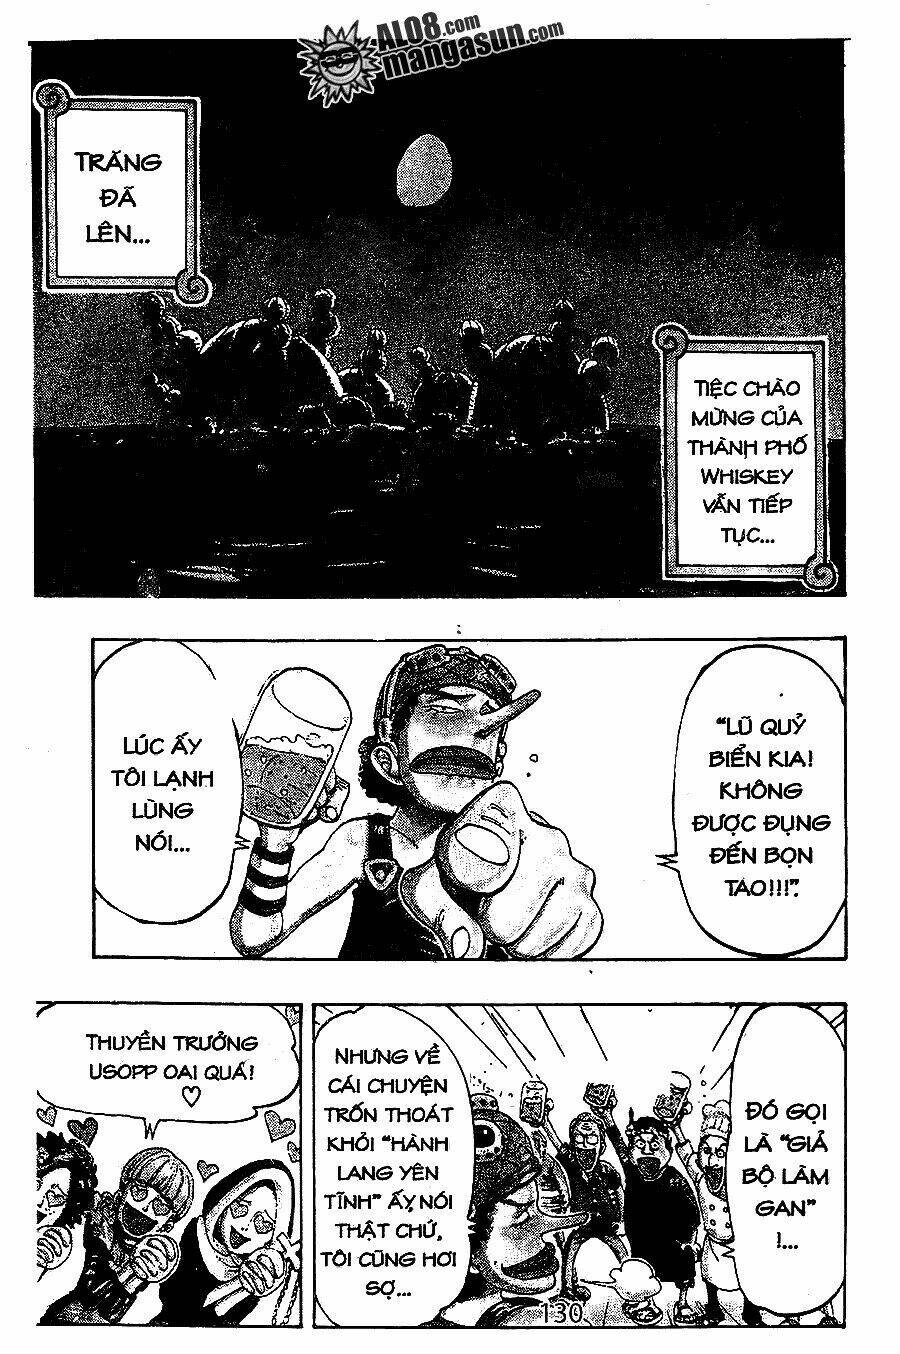 ALO8.com
mangasun.com
TRĂNG
ĐÃ
LÊN...
TIỆC CHÀO
MỪNG CỦA
THÀNH PHỐ
WHISKEY
VẪN TIẾP
TỤC...
"LŨ QUỶ
BIỂN KIA!
KHÔNG
ĐƯỢC ĐỤNG
ĐẾN BỌN
TAO!!!".
LÚC ẤY
TÔI LẠNH
LÙNG
NÓI...
ĐÓ GỌI
LÀ "GIẢ
BỘ LÀM
GAN"
!...
NHƯNG VỀ
CÁI CHUYỆN
TRỐN THOÁT
KHỎI "HÀNH
LANG YÊN
TĨNH" ẤY, NÓI
THẬT CHỨ,
TÔI CŨNG HƠI
SỢ...
THUYỀN TRƯỞNG
USOPP OAI QUÁ!
♡
130